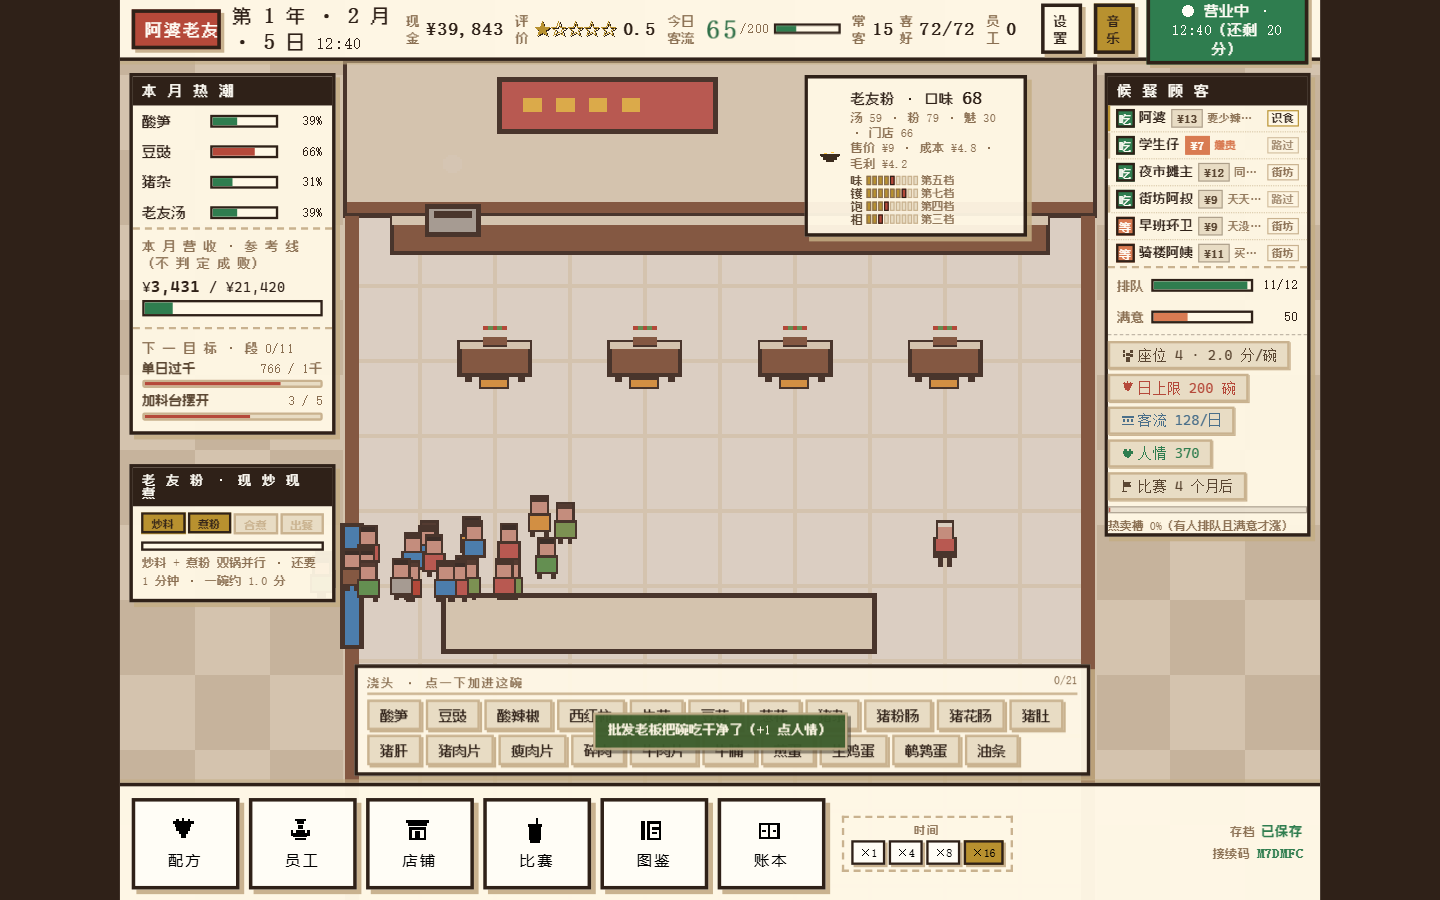 阿婆老友
第 1 年 · 2 月 · 5 日 12:40
现金 ¥39,843
评价 0.5
今日客流 65/200
常客 15
喜好 72/72
员工 0
设置
音乐
营业中 · 12:40(还剩 20 分)
本月热潮
酸笋 39%
豆豉 66%
猪杂 31%
老友汤 39%
本月营收 · 参考线
(不判定成败)
¥3,431 / ¥21,420
下一目标 · 段 0/11
单日过千 766 / 1千
加料台摆开 3 / 5
老友粉 · 现炒现煮
炒料 煮粉 合煮 出餐
炒料 + 煮粉 双锅并行 · 还要
1 分钟 · 一碗约 1.0 分
老友粉 · 口味 68
汤 59 · 粉 79 · 魅 30
· 门店 66
售价 ¥9 · 成本 ¥4.8 ·
毛利 ¥4.2
味 第五档
镬 第七档
饱 第四档
相 第三档
候餐顾客
吃 阿婆 ¥13 要少辣… 识食
吃 学生仔 ¥7 嫌贵 路过
吃 夜市摊主 ¥12 同… 街坊
吃 街坊阿叔 ¥9 天天… 路过
等 早班环卫 ¥9 天没… 街坊
等 骑楼阿姨 ¥11 买… 街坊
排队 11/12
满意 50
座位 4 · 2.0 分/碗
日上限 200 碗
客流 128/日
人情 370
比赛 4 个月后
热卖槽 0%(有人排队且满意才涨)
浇头 · 点一下加进这碗 0/21
酸笋 豆豉 酸辣椒 猪粉肠 猪花肠 猪肚
批发老板把碗吃干净了(+1 点人情)
猪肝 猪肉片 瘦肉片 鹌鹑蛋 油条
配方
员工
店铺
比赛
图鉴
账本
时间
×1 ×4 ×8 ×16
存档 已保存
接续码 M7DMFC